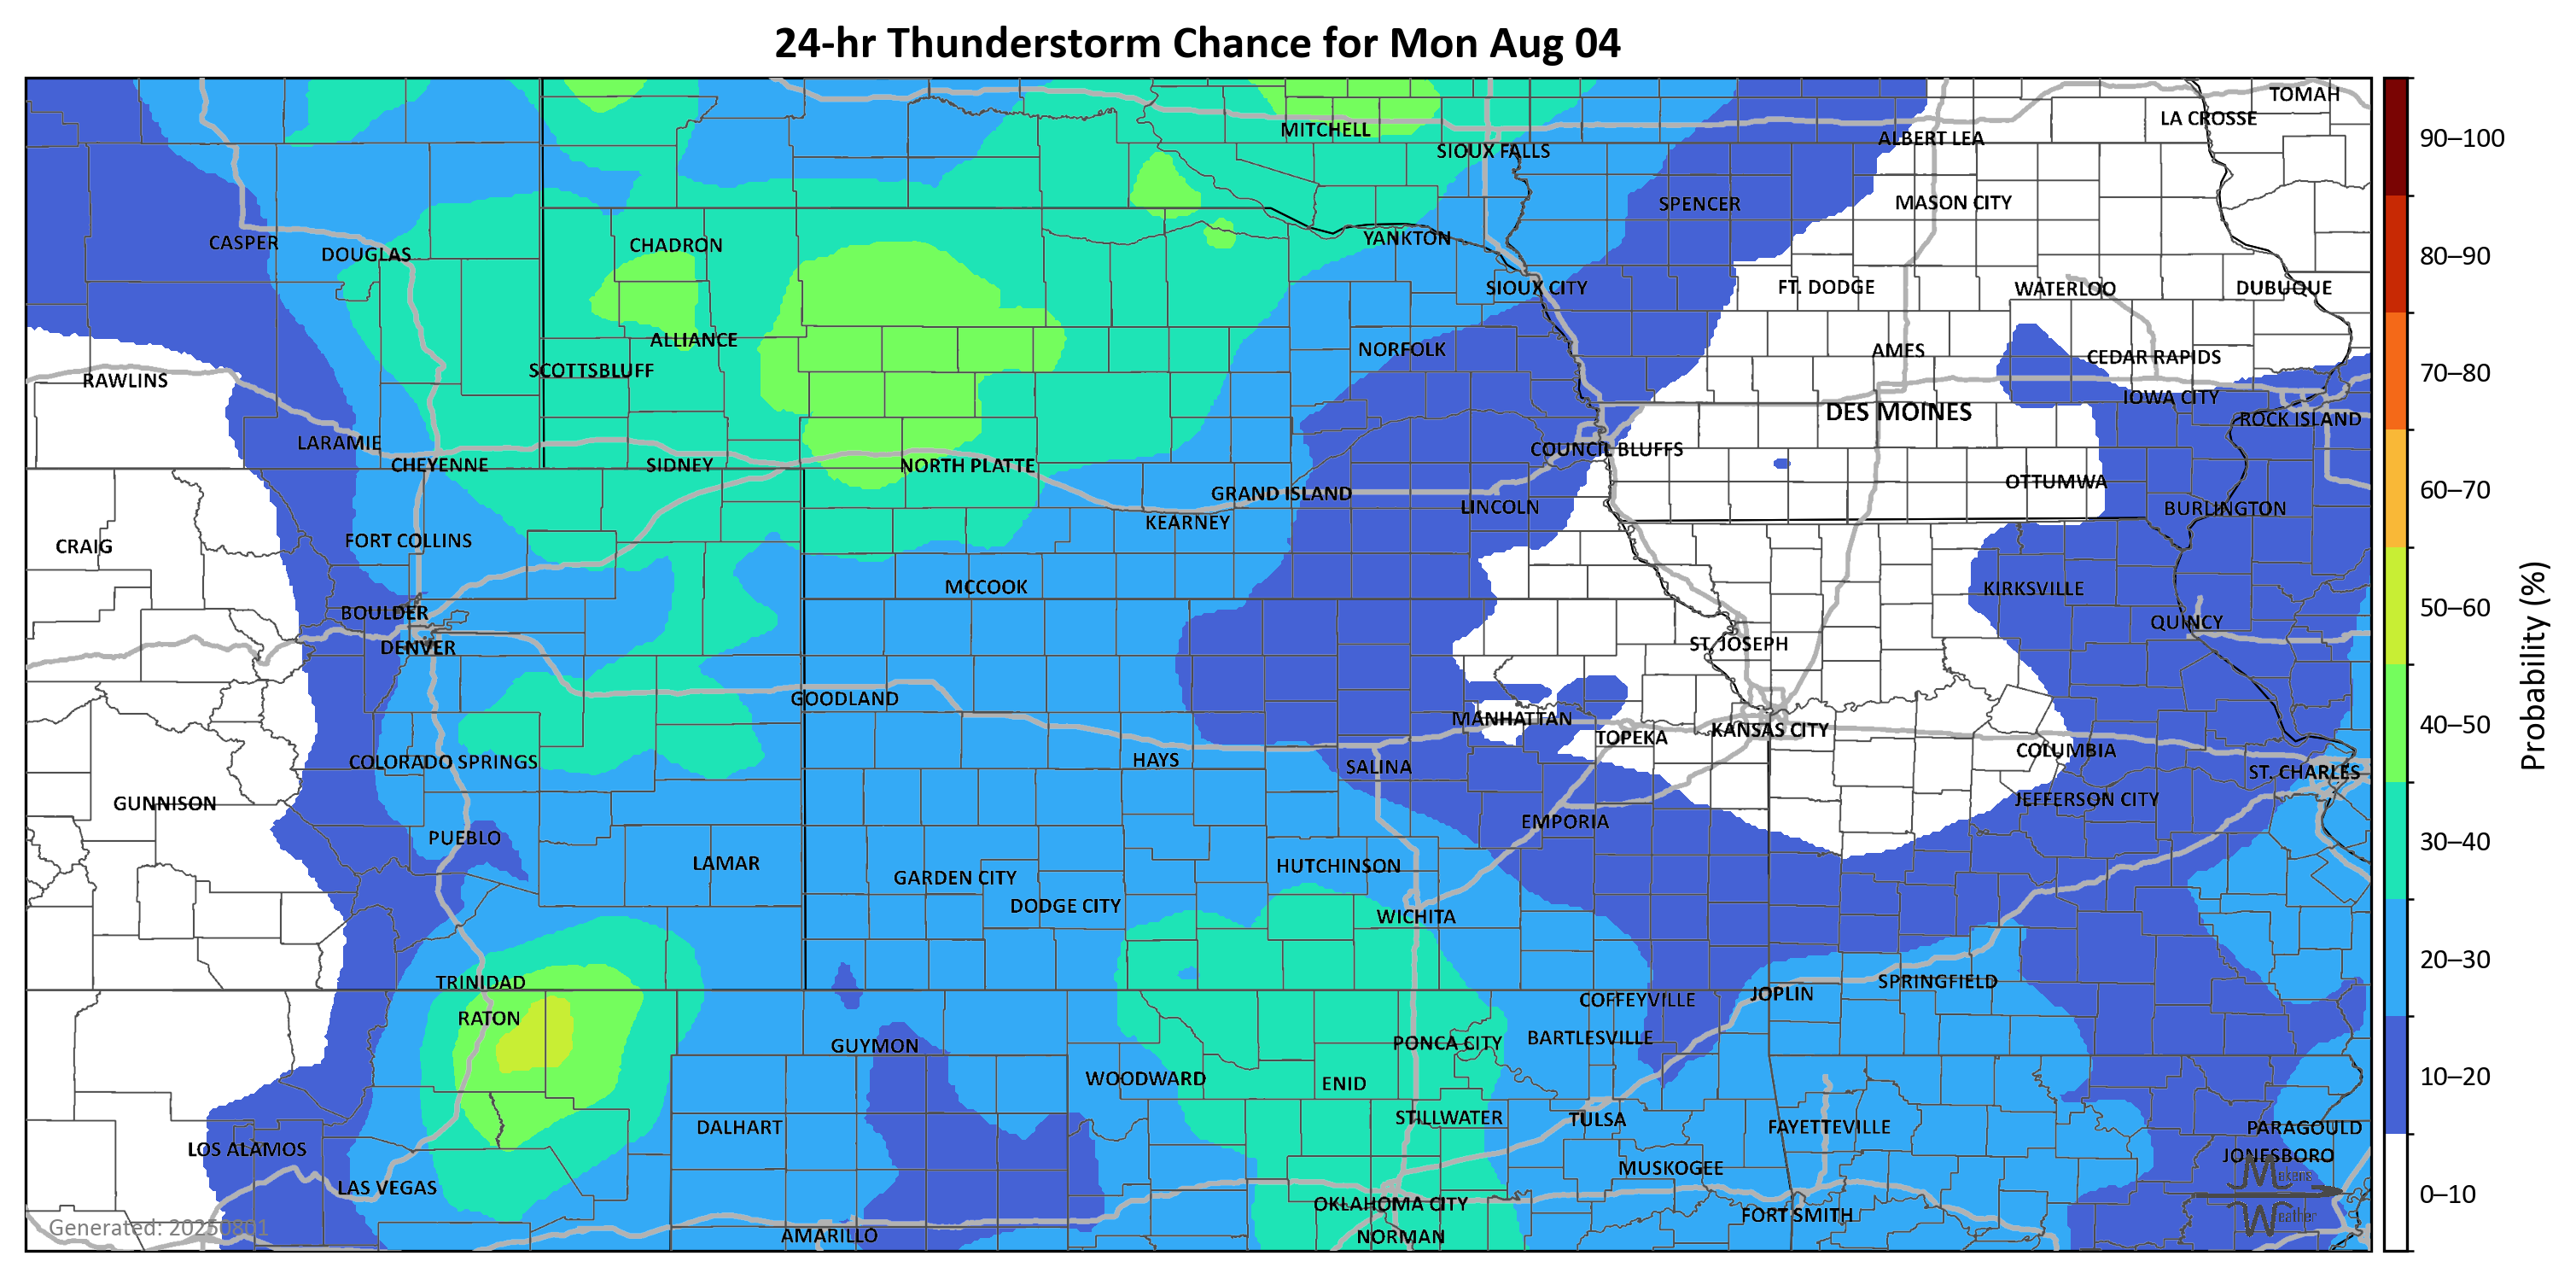 24-hr Thunderstorm Chance for Mon Aug 04
TOMAH
LA CROSSE
MITCHELL
ALBERT LEA
SIOUX FALLS
SPENCER
MASON CITY
CASPER
DOUGLAS
CHADRON
YANKTON
SIOUX CITY
FT. DODGE
WATERLOO
DUBUQUE
ALLIANCE
NORFOLK
AMES
CEDAR RAPIDS
RAWLINS
SCOTTSBLUFF
IOWA CITY
DES MOINES
ROCK ISLAND
LARAMIE
COUNCIL BLUFFS
CHEYENNE
SIDNEY
NORTH PLATTE
OTTUMWA
GRAND ISLAND
LINCOLN
BURLINGTON
KEARNEY
CRAIG
FORT COLLINS
MCCOOK
KIRKSVILLE
BOULDER
QUINCY
DENVER
ST. JOSEPH
GOODLAND
MANHATTAN
TOPEKA
KANSAS CITY
COLORADO SPRINGS
HAYS
SALINA
COLUMBIA
ST. CHARLES
GUNNISON
JEFFERSON CITY
PUEBLO
EMPORIA
LAMAR
HUTCHINSON
GARDEN CITY
DODGE CITY
WICHITA
TRINIDAD
SPRINGFIELD
COFFEYVILLE
JOPLIN
RATON
GUYMON
PONCA CITY
BARTLESVILLE
WOODWARD
ENID
DALHART
STILLWATER
TULSA
FAYETTEVILLE
PARAGOULD
LOS ALAMOS
JONESBORO
MUSKOGEE
LAS VEGAS
OKLAHOMA CITY
FORT SMITH
AMARILLO
NORMAN
Generated: 20250801
Makens
Weather
90–100
80–90
70–80
60–70
50–60
40–50
30–40
20–30
10–20
0–10
Probability (%)